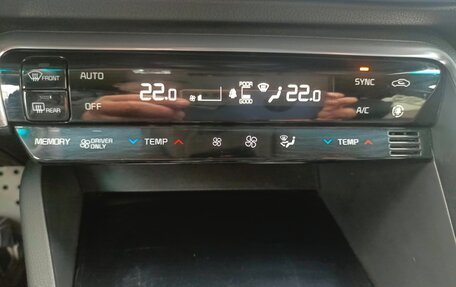 FRONT
AUTO
22.0
POOR
GOOD
22.0
SYNC
REAR
OFF
A/C
MEMORY
DRIVER
ONLY
TEMP
TEMP